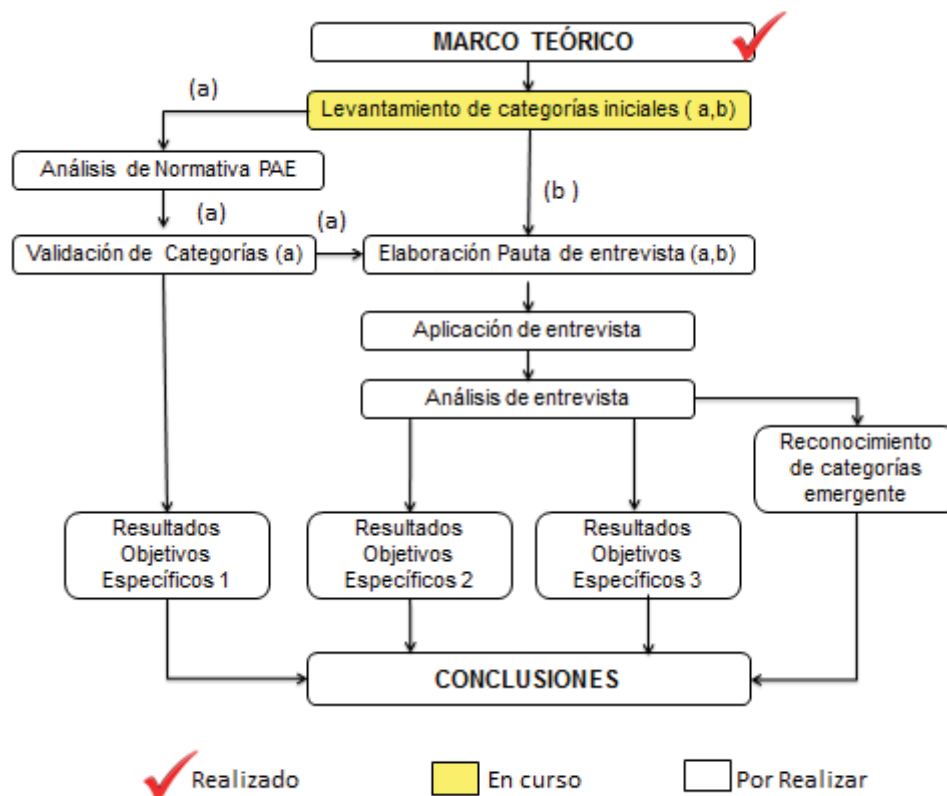 MARCO TEÓRICO
(a)
Levantamiento de categorías iniciales ( a,b)
Análisis de Normativa PAE
(b )
(a)
(a)
Validación de Categorías (a)
Elaboración Pauta de entrevista (a,b)
Aplicación de entrevista
Análisis de entrevista
Reconocimiento
de categorías
emergente
Resultados
Objetivos
Específicos 1
Resultados
Objetivos
Específicos 2
Resultados
Objetivos
Específicos 3
CONCLUSIONES
Realizado
En curso
Por Realizar